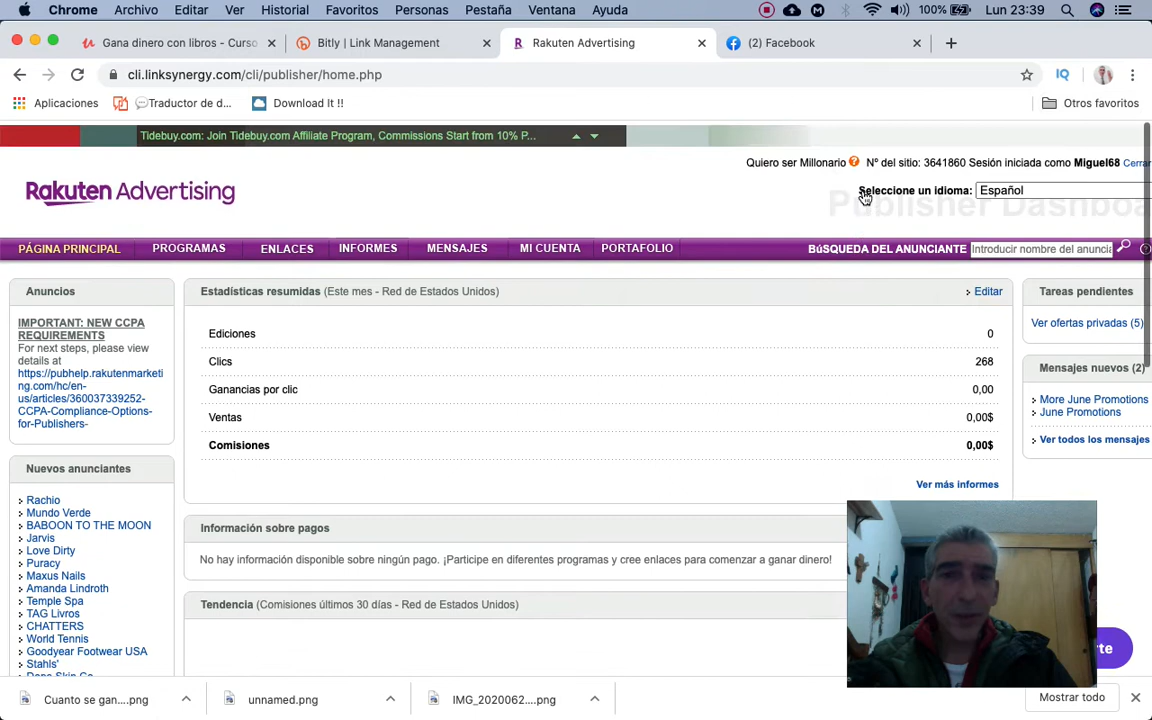 Chrome Archivo Editar Ver Historial Favoritos Personas Pestaña Ventana Ayuda 100% Lun 23:39
Gana dinero con libros - Curso Bitly | Link Management Rakuten Advertising (2) Facebook
cli.linksynergy.com/cli/publisher/home.php
Aplicaciones Traductor de d... Download It !! Otros favoritos
Tidebuy.com: Join Tidebuy.com Affiliate Program, Commissions Start from 10% P...
Quiero ser Millonario Nº del sitio: 3641860 Sesión iniciada como Miguel68 Cerrar
Rakuten Advertising
Seleccione un idioma: Español
Publisher Dashboa
PÁGINA PRINCIPAL PROGRAMAS ENLACES INFORMES MENSAJES MI CUENTA PORTAFOLIO BúSQUEDA DEL ANUNCIANTE Introducir nombre del anuncia
Anuncios
IMPORTANT: NEW CCPA
REQUIREMENTS
For next steps, please view
details at
https://pubhelp.rakutenmarketi
ng.com/hc/en-
us/articles/360037339252-
CCPA-Compliance-Options-
for-Publishers-
Nuevos anunciantes
Rachio
Mundo Verde
BABOON TO THE MOON
Jarvis
Love Dirty
Puracy
Maxus Nails
Amanda Lindroth
Temple Spa
TAG Livros
CHATTERS
World Tennis
Goodyear Footwear USA
Stahls'
Estadísticas resumidas (Este mes - Red de Estados Unidos) Editar
Ediciones 0
Clics 268
Ganancias por clic 0,00
Ventas 0,00$
Comisiones 0,00$
Ver más informes
Información sobre pagos
No hay información disponible sobre ningún pago. ¡Participe en diferentes programas y cree enlaces para comenzar a ganar dinero!
Tendencia (Comisiones últimos 30 días - Red de Estados Unidos)
Tareas pendientes
Ver ofertas privadas (5)
Mensajes nuevos (2)
More June Promotions
June Promotions
Ver todos los mensajes
rte
Cuanto se gan....png unnamed.png IMG_2020062....png Mostrar todo